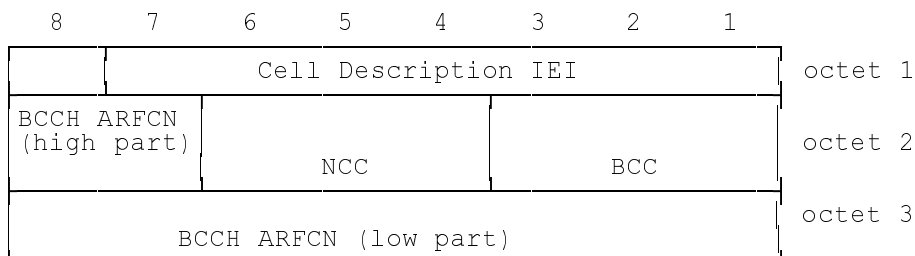 8 7 6 5 4 3 2 1
Cell Description IEI octet 1
BCCH ARFCN
(high part) octet 2
NCC BCC
octet 3
BCCH ARFCN (low part)